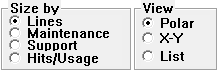 Size by
Lines
Maintenance
Support
Hits/Usage
View
Polar
X-Y
List